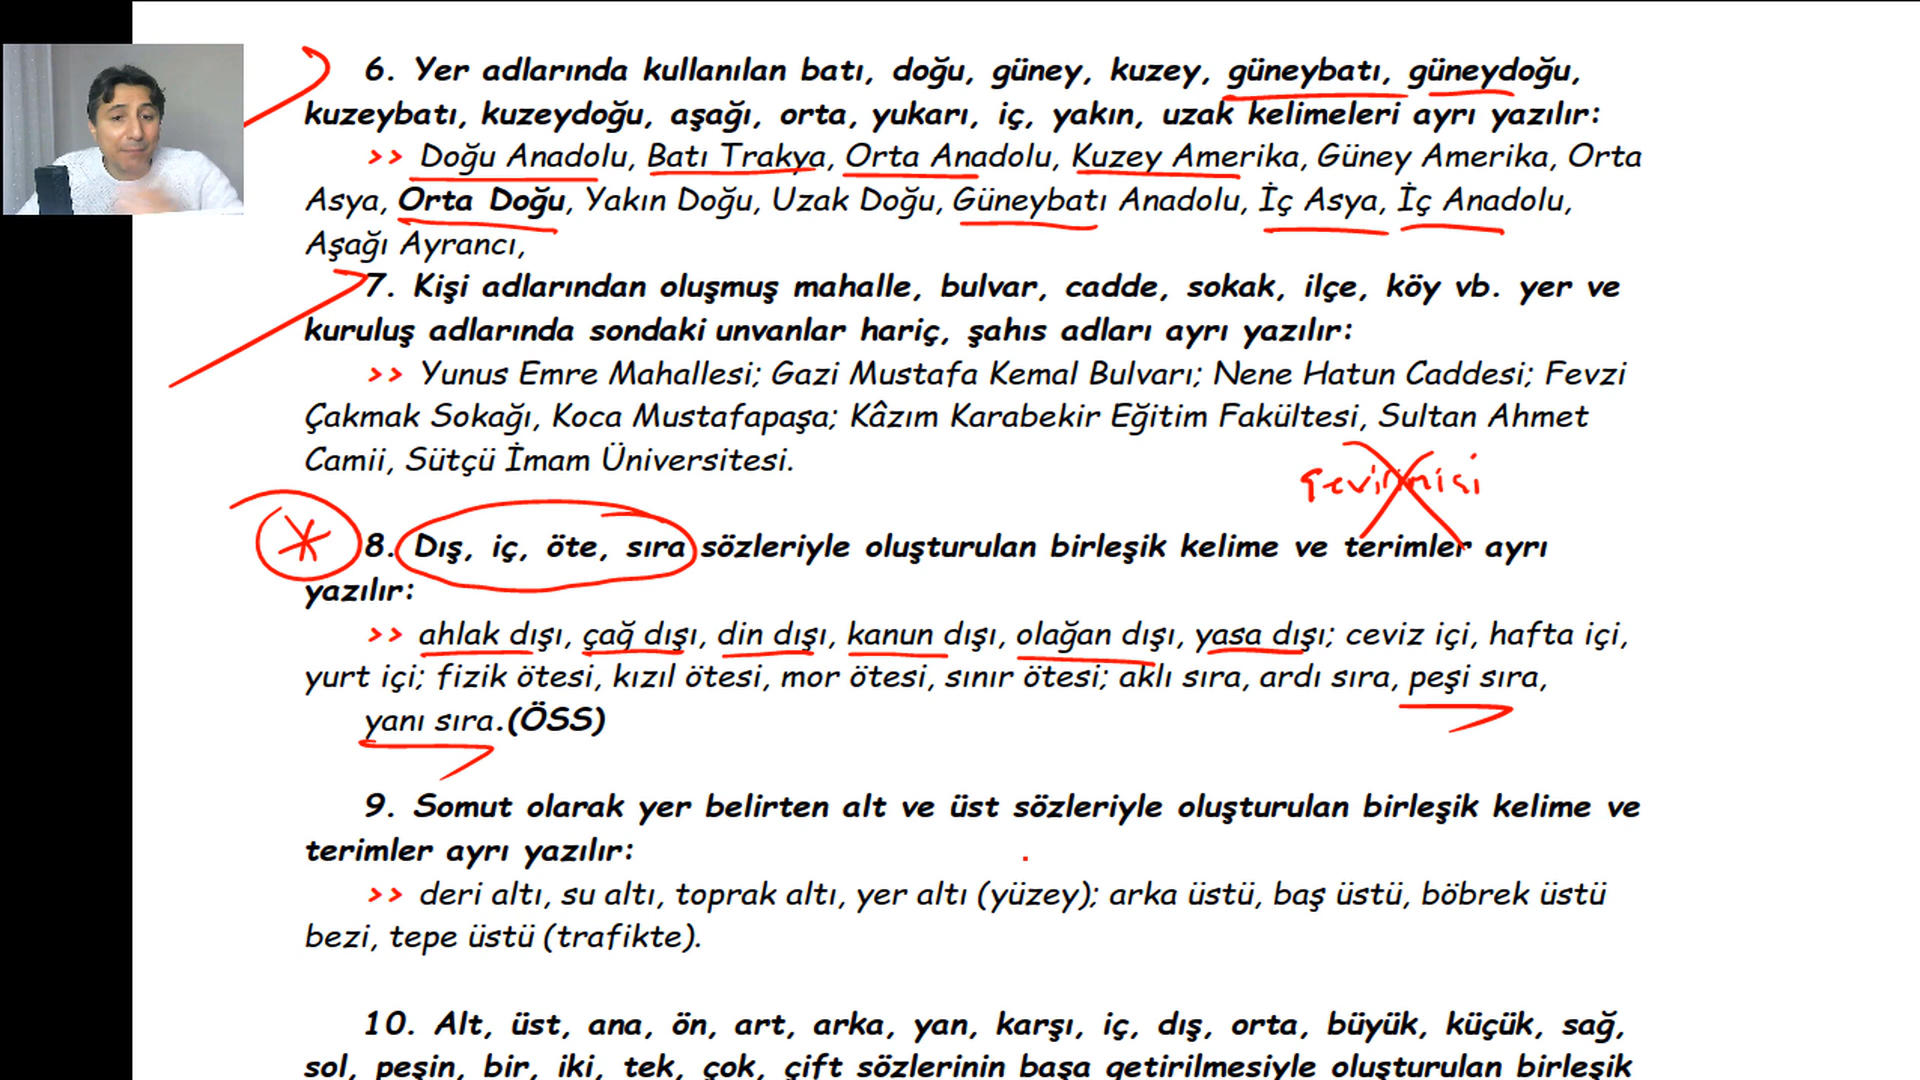 6. Yer adlarında kullanılan batı, doğu, güney, kuzey, güneybatı, güneydoğu,
kuzeybatı, kuzeydoğu, aşağı, orta, yukarı, iç, yakın, uzak kelimeleri ayrı yazılır:
>> Doğu Anadolu, Batı Trakya, Orta Anadolu, Kuzey Amerika, Güney Amerika, Orta
Asya, Orta Doğu, Yakın Doğu, Uzak Doğu, Güneybatı Anadolu, İç Asya, İç Anadolu,
Aşağı Ayrancı,
7. Kişi adlarından oluşmuş mahalle, bulvar, cadde, sokak, ilçe, köy vb. yer ve
kuruluş adlarında sondaki unvanlar hariç, şahıs adları ayrı yazılır:
>> Yunus Emre Mahallesi; Gazi Mustafa Kemal Bulvarı; Nene Hatun Caddesi; Fevzi
Çakmak Sokağı, Koca Mustafapaşa; Kâzım Karabekir Eğitim Fakültesi, Sultan Ahmet
Camii, Sütçü İmam Üniversitesi.
8. Dış, iç, öte, sıra sözleriyle oluşturulan birleşik kelime ve terimler ayrı
yazılır:
>> ahlak dışı, çağ dışı, din dışı, kanun dışı, olağan dışı, yasa dışı; ceviz içi, hafta içi,
yurt içi; fizik ötesi, kızıl ötesi, mor ötesi, sınır ötesi; aklı sıra, ardı sıra, peşi sıra,
yanı sıra.(ÖSS)
9. Somut olarak yer belirten alt ve üst sözleriyle oluşturulan birleşik kelime ve
terimler ayrı yazılır:
>> deri altı, su altı, toprak altı, yer altı (yüzey); arka üstü, baş üstü, böbrek üstü
bezi, tepe üstü (trafikte).
10. Alt, üst, ana, ön, art, arka, yan, karşı, iç, dış, orta, büyük, küçük, sağ,
sol, peşin, bir, iki, tek, çok, çift sözlerinin başa getirilmesiyle oluşturulan birleşik